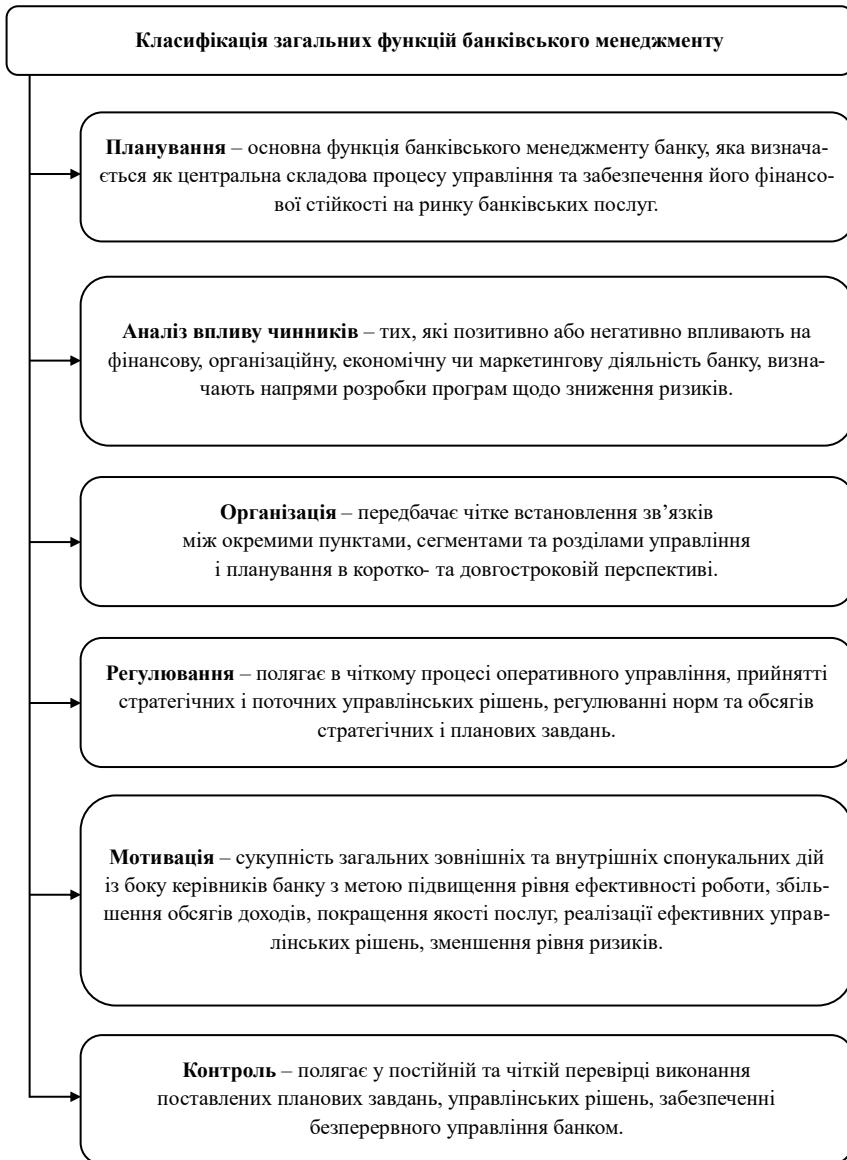 Класифікація загальних функцій банківського менеджменту
Планування – основна функція банківського менеджменту банку, яка визнача-
ється як центральна складова процесу управління та забезпечення його фінансо-
вої стійкості на ринку банківських послуг.
Аналіз впливу чинників – тих, які позитивно або негативно впливають на
фінансову, організаційну, економічну чи маркетингову діяльність банку, визна-
чають напрями розробки програм щодо зниження ризиків.
Організація – передбачає чітке встановлення зв’язків
між окремими пунктами, сегментами та розділами управління
і планування в коротко- та довгостроковій перспективі.
Регулювання – полягає в чіткому процесі оперативного управління, прийнятті
стратегічних і поточних управлінських рішень, регулюванні норм та обсягів
стратегічних і планових завдань.
Мотивація – сукупність загальних зовнішніх та внутрішніх спонукальних дій
із боку керівників банку з метою підвищення рівня ефективності роботи, збіль-
шення обсягів доходів, покращення якості послуг, реалізації ефективних управ-
лінських рішень, зменшення рівня ризиків.
Контроль – полягає у постійній та чіткій перевірці виконання
поставлених планових завдань, управлінських рішень, забезпеченні
безперервного управління банком.